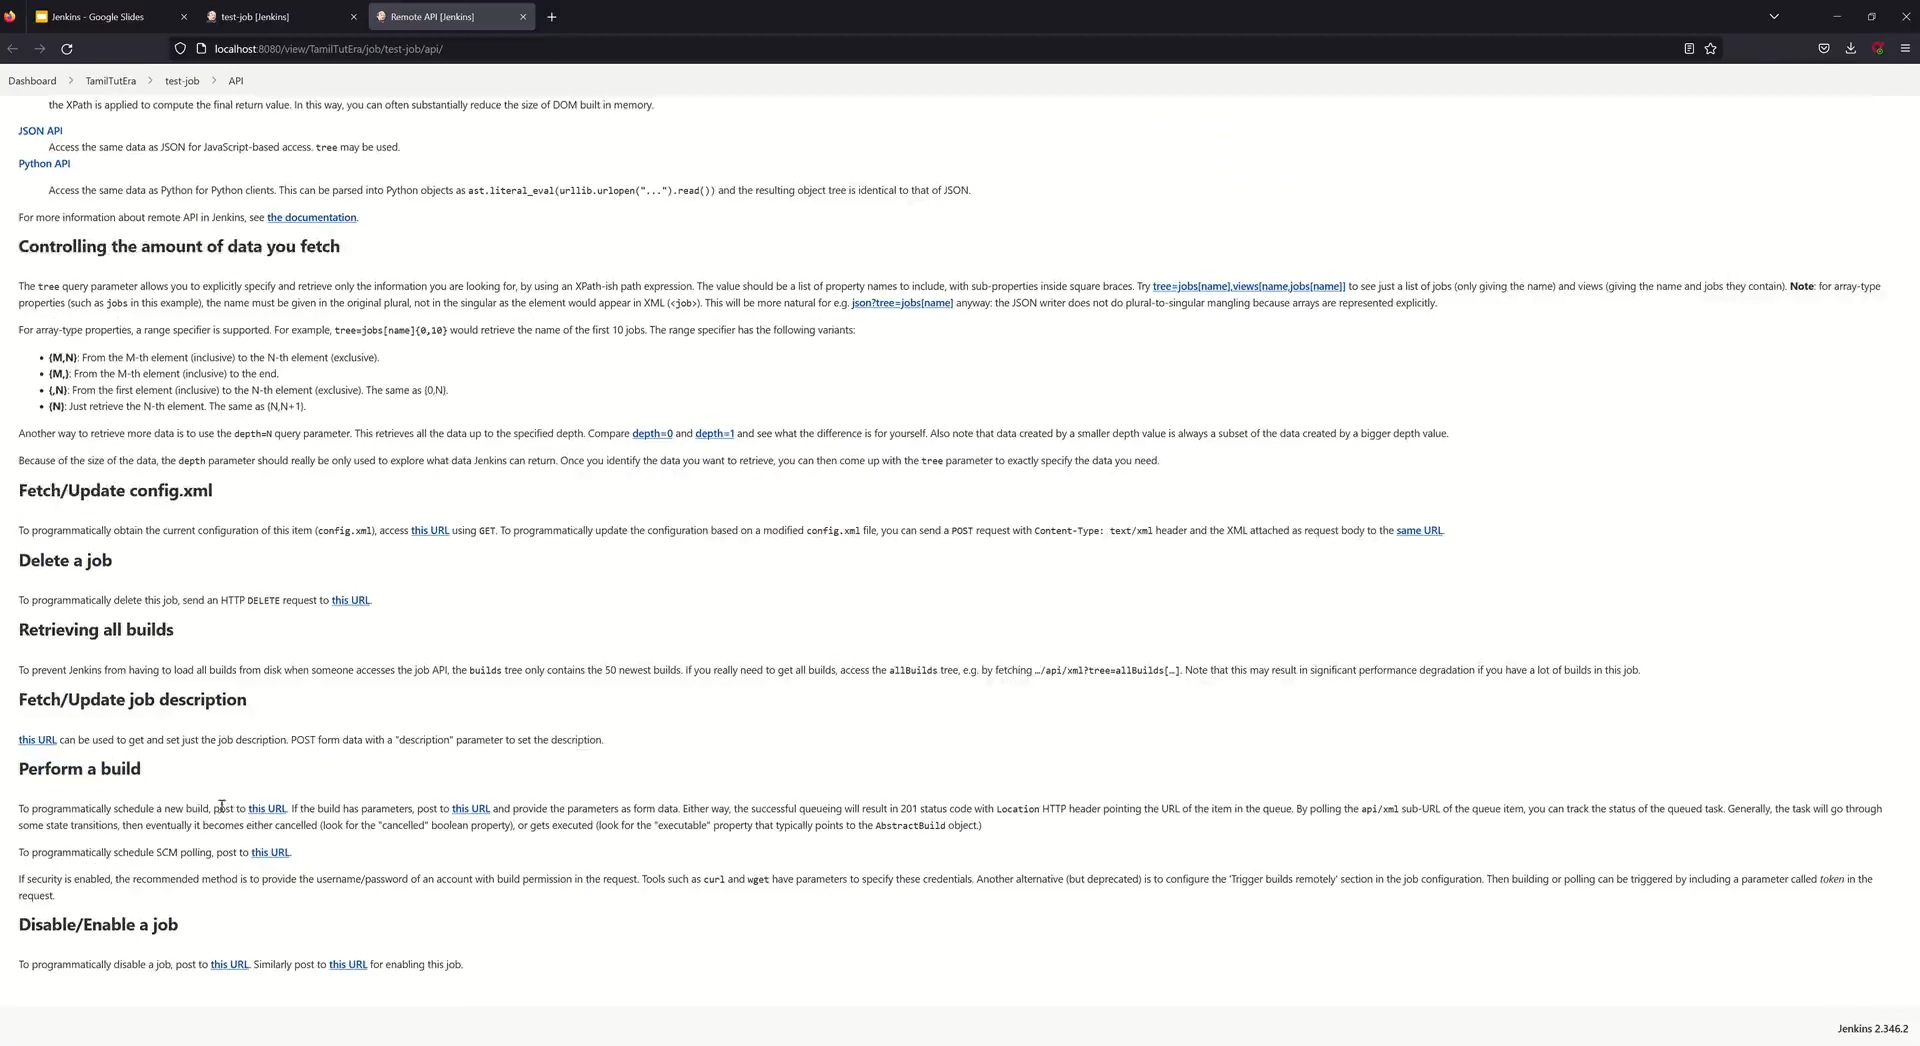 Jenkins - Google Slides
test-job [Jenkins]
Remote API [Jenkins]
localhost:8080/view/TamilTutEra/job/test-job/api/
Dashboard > TamilTutEra > test-job > API
the XPath is applied to compute the final return value. In this way, you can often substantially reduce the size of DOM built in memory.
JSON API
Access the same data as JSON for JavaScript-based access. tree may be used.
Python API
Access the same data as Python for Python clients. This can be parsed into Python objects as ast.literal_eval(urllib.urlopen("...").read()) and the resulting object tree is identical to that of JSON.
For more information about remote API in Jenkins, see the documentation.
Controlling the amount of data you fetch
The tree query parameter allows you to explicitly specify and retrieve only the information you are looking for, by using an XPath-ish path expression. The value should be a list of property names to include, with sub-properties inside square braces. Try tree=jobs[name],views[name,jobs[name]] to see just a list of jobs (only giving the name) and views (giving the name and jobs they contain). Note: for array-type
properties (such as jobs in this example), the name must be given in the original plural, not in the singular as the element would appear in XML (<job>). This will be more natural for e.g. json?tree=jobs[name] anyway: the JSON writer does not do plural-to-singular mangling because arrays are represented explicitly.
For array-type properties, a range specifier is supported. For example, tree=jobs[name]{0,10} would retrieve the name of the first 10 jobs. The range specifier has the following variants:
• {M,N}: From the M-th element (inclusive) to the N-th element (exclusive).
• {M,}: From the M-th element (inclusive) to the end.
• {,N}: From the first element (inclusive) to the N-th element (exclusive). The same as {0,N}.
• {N}: Just retrieve the N-th element. The same as {N,N+1}.
Another way to retrieve more data is to use the depth=N query parameter. This retrieves all the data up to the specified depth. Compare depth=0 and depth=1 and see what the difference is for yourself. Also note that data created by a smaller depth value is always a subset of the data created by a bigger depth value.
Because of the size of the data, the depth parameter should really be only used to explore what data Jenkins can return. Once you identify the data you want to retrieve, you can then come up with the tree parameter to exactly specify the data you need.
Fetch/Update config.xml
To programmatically obtain the current configuration of this item (config.xml), access this URL using GET. To programmatically update the configuration based on a modified config.xml file, you can send a POST request with Content-Type: text/xml header and the XML attached as request body to the same URL.
Delete a job
To programmatically delete this job, send an HTTP DELETE request to this URL.
Retrieving all builds
To prevent Jenkins from having to load all builds from disk when someone accesses the job API, the builds tree only contains the 50 newest builds. If you really need to get all builds, access the allBuilds tree, e.g. by fetching …/api/xml?tree=allBuilds[…]. Note that this may result in significant performance degradation if you have a lot of builds in this job.
Fetch/Update job description
this URL can be used to get and set just the job description. POST form data with a "description" parameter to set the description.
Perform a build
To programmatically schedule a new build, post to this URL. If the build has parameters, post to this URL and provide the parameters as form data. Either way, the successful queueing will result in 201 status code with Location HTTP header pointing the URL of the item in the queue. By polling the api/xml sub-URL of the queue item, you can track the status of the queued task. Generally, the task will go through
some state transitions, then eventually it becomes either cancelled (look for the "cancelled" boolean property), or gets executed (look for the "executable" property that typically points to the AbstractBuild object.)
To programmatically schedule SCM polling, post to this URL.
If security is enabled, the recommended method is to provide the username/password of an account with build permission in the request. Tools such as curl and wget have parameters to specify these credentials. Another alternative (but deprecated) is to configure the 'Trigger builds remotely' section in the job configuration. Then building or polling can be triggered by including a parameter called token in the
request.
Disable/Enable a job
To programmatically disable a job, post to this URL. Similarly post to this URL for enabling this job.
Jenkins 2.346.2